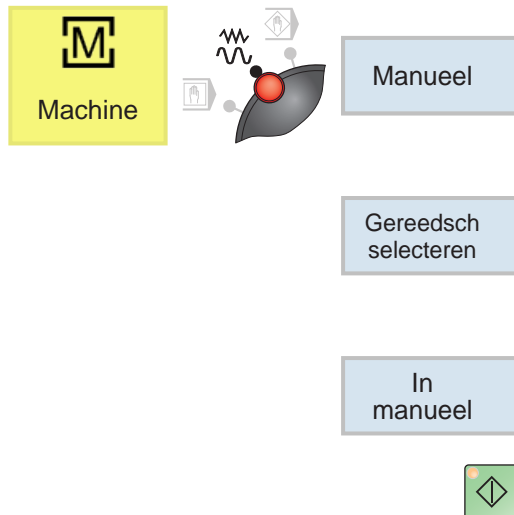 M
Machine
Manueel
Gereedsch
selecteren
In
manueel